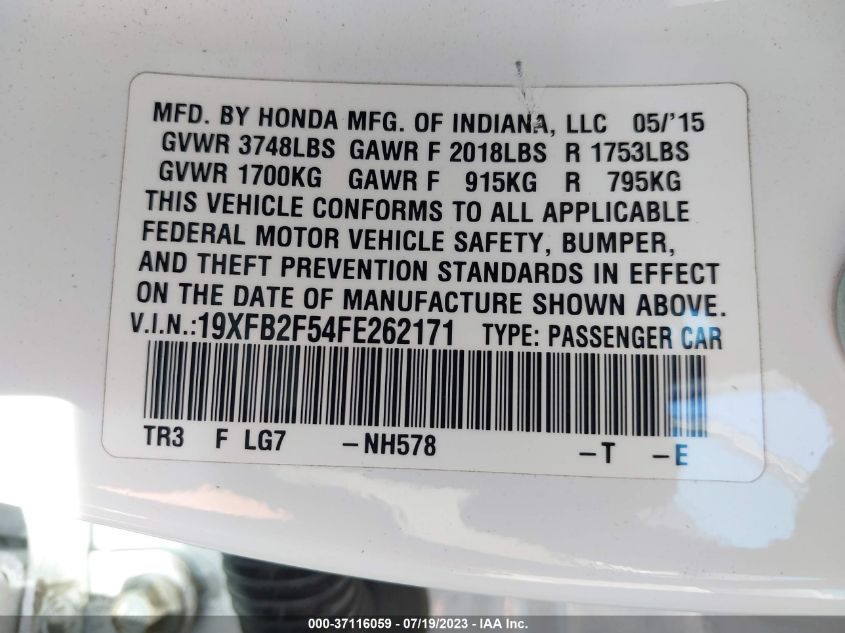 MFD. BY HONDA MFG. OF INDIANA, LLC 05/'15
GVWR 3748LBS GAWR F 2018LBS R 1753LBS
GVWR 1700KG GAWR F 915KG R 795KG
THIS VEHICLE CONFORMS TO ALL APPLICABLE
FEDERAL MOTOR VEHICLE SAFETY, BUMPER,
AND THEFT PREVENTION STANDARDS IN EFFECT
ON THE DATE OF MANUFACTURE SHOWN ABOVE.
V.I.N.:19XFB2F54FE262171 TYPE: PASSENGER CAR
TR3 F LG7 –NH578 –T –E
000-37116059 - 07/19/2023 - IAA Inc.